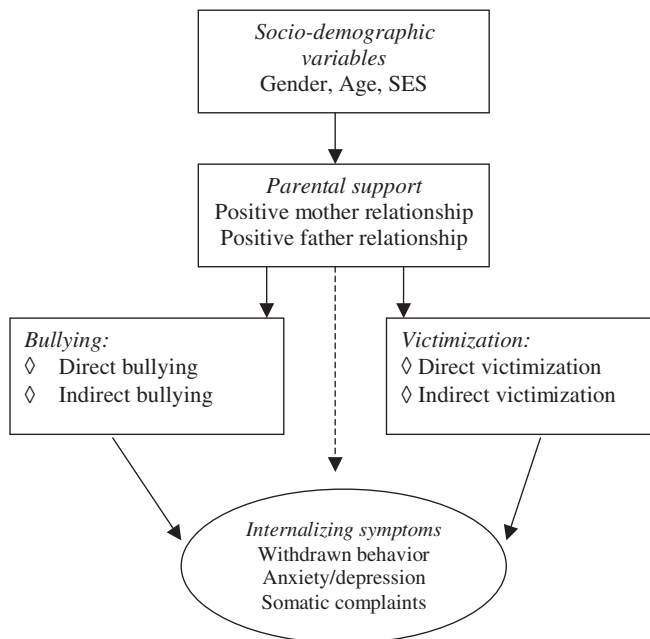 Socio-demographic
variables
Gender, Age, SES
Parental support
Positive mother relationship
Positive father relationship
Bullying:
◊ Direct bullying
◊ Indirect bullying
Victimization:
◊ Direct victimization
◊ Indirect victimization
Internalizing symptoms
Withdrawn behavior
Anxiety/depression
Somatic complaints